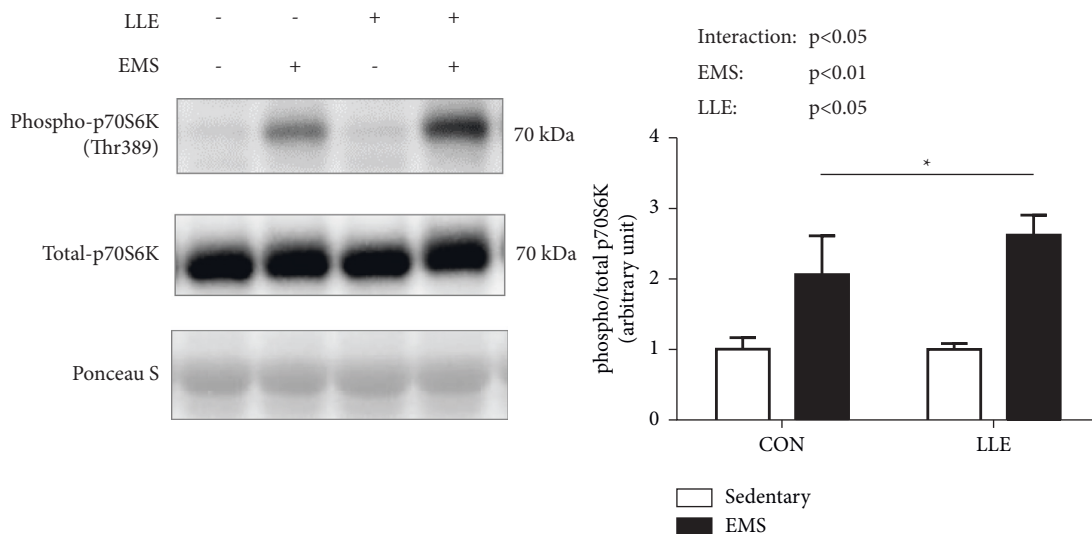 LLE - - + +
EMS - + - +
Phospho-p70S6K
(Thr389)
70 kDa
Total-p70S6K
70 kDa
Ponceau S
Interaction: p<0.05
EMS: p<0.01
LLE: p<0.05
phospho/total p70S6K
(arbitrary unit)
4
3
2
1
0
*
CON LLE
Sedentary
EMS